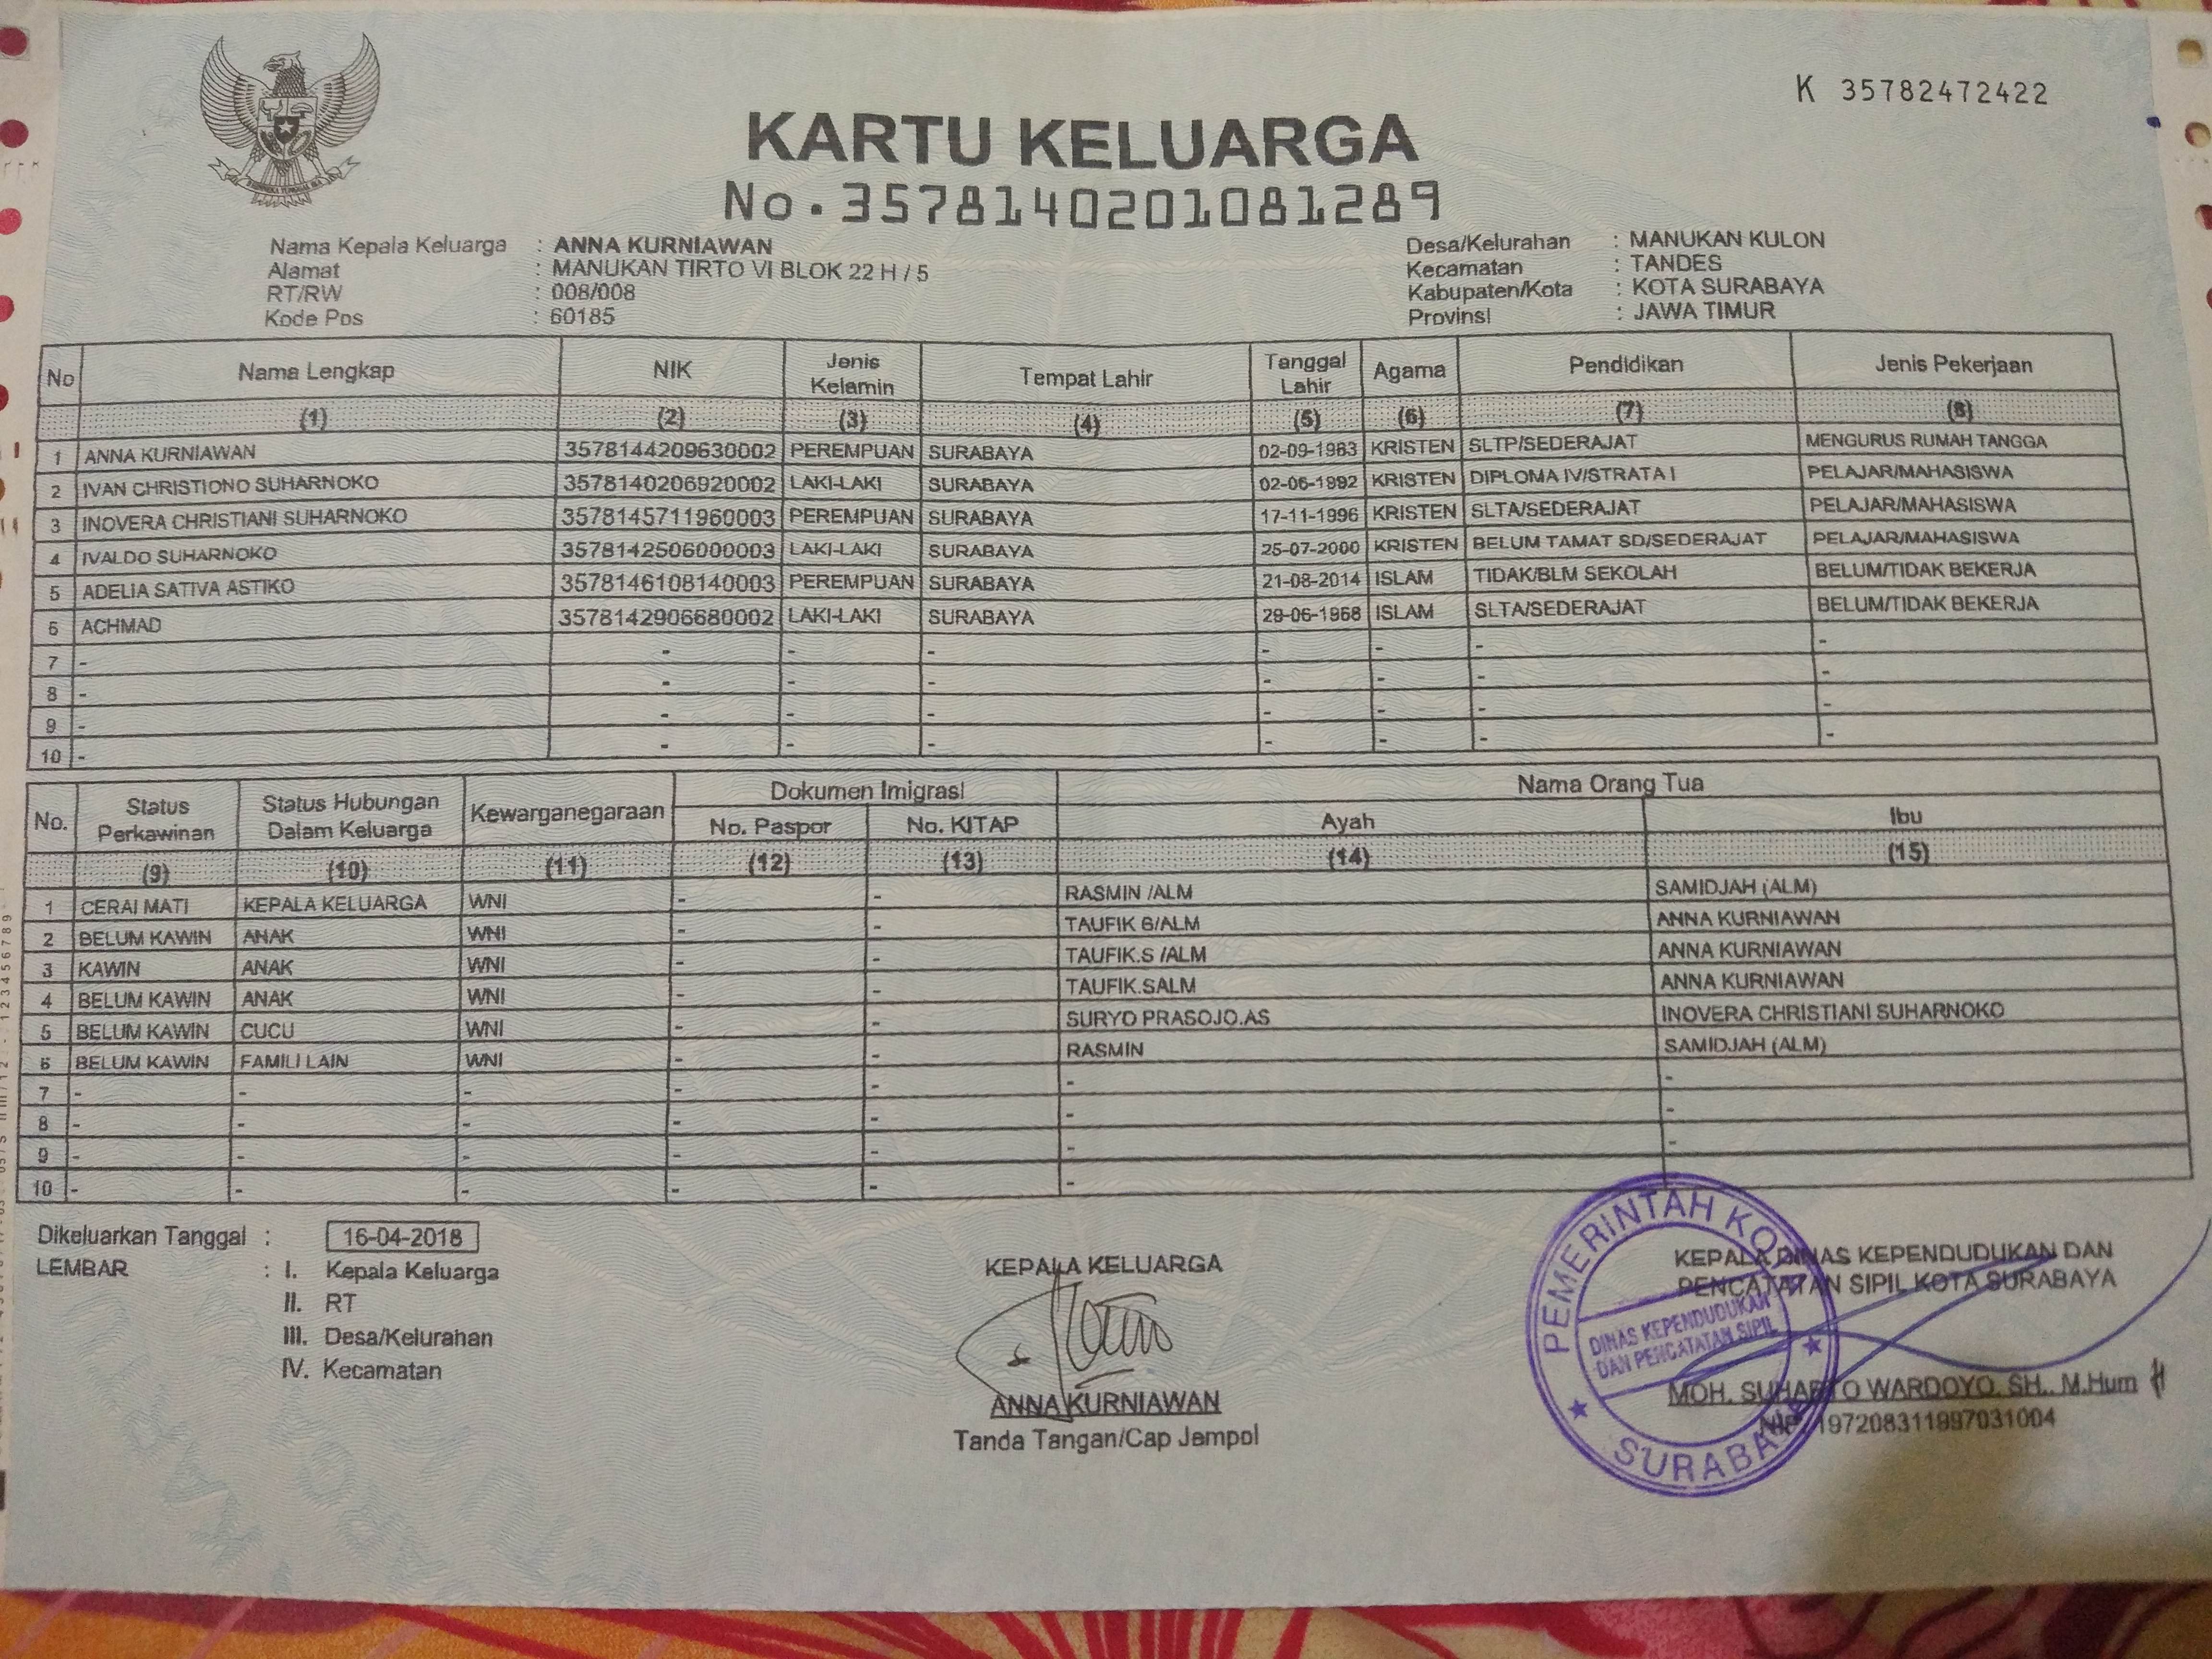 K 35782472422
KARTU KELUARGA
No. 3578140201081289
Nama Kepala Keluarga : ANNA KURNIAWAN
Alamat : MANUKAN TIRTO VI BLOK 22 H / 5
RT/RW : 008/008
Kode Pos : 60185
Desa/Kelurahan : MANUKAN KULON
Kecamatan : TANDES
Kabupaten/Kota : KOTA SURABAYA
Provinsi : JAWA TIMUR
No Nama Lengkap NIK Jenis Kelamin Tempat Lahir Tanggal Lahir Agama Pendidikan Jenis Pekerjaan
(1) (2) (3) (4) (5) (6) (7) (8)
1 ANNA KURNIAWAN 3578144209630002 PEREMPUAN SURABAYA 02-09-1963 KRISTEN SLTP/SEDERAJAT MENGURUS RUMAH TANGGA
2 IVAN CHRISTIONO SUHARNOKO 3578140206920002 LAKI-LAKI SURABAYA 02-06-1992 KRISTEN DIPLOMA IV/STRATA I PELAJAR/MAHASISWA
3 INOVERA CHRISTIANI SUHARNOKO 3578145711960003 PEREMPUAN SURABAYA 17-11-1996 KRISTEN SLTA/SEDERAJAT PELAJAR/MAHASISWA
4 IVALDO SUHARNOKO 3578142506000003 LAKI-LAKI SURABAYA 25-07-2000 KRISTEN BELUM TAMAT SD/SEDERAJAT PELAJAR/MAHASISWA
5 ADELIA SATIVA ASTIKO 3578146108140003 PEREMPUAN SURABAYA 21-08-2014 ISLAM TIDAK/BLM SEKOLAH BELUM/TIDAK BEKERJA
6 ACHMAD 3578142906680002 LAKI-LAKI SURABAYA 29-06-1968 ISLAM SLTA/SEDERAJAT BELUM/TIDAK BEKERJA
7 - - - - - - - -
8 - - - - - - - -
9 - - - - - - - -
10 - - - - - - - -
No. Status Perkawinan Status Hubungan Dalam Keluarga Kewarganegaraan Dokumen Imigrasi Nama Orang Tua
No. Paspor No. KITAP Ayah Ibu
(9) (10) (11) (12) (13) (14) (15)
1 CERAI MATI KEPALA KELUARGA WNI - - RASMIN /ALM SAMIDJAH (ALM)
2 BELUM KAWIN ANAK WNI - - TAUFIK S/ALM ANNA KURNIAWAN
3 KAWIN ANAK WNI - - TAUFIK.S /ALM ANNA KURNIAWAN
4 BELUM KAWIN ANAK WNI - - TAUFIK.SALM ANNA KURNIAWAN
5 BELUM KAWIN CUCU WNI - - SURYO PRASOJO.AS INOVERA CHRISTIANI SUHARNOKO
6 BELUM KAWIN FAMILI LAIN WNI - - RASMIN SAMIDJAH (ALM)
7 - - - - - - -
8 - - - - - - -
9 - - - - - - -
10 - - - - - - -
Dikeluarkan Tanggal : 16-04-2018
LEMBAR : I. Kepala Keluarga
II. RT
III. Desa/Kelurahan
IV. Kecamatan
KEPALA KELUARGA
ANNA KURNIAWAN
Tanda Tangan/Cap Jempol
KEPALA DINAS KEPENDUDUKAN DAN
PENCATATAN SIPIL KOTA SURABAYA
MOH. SUHARTO WARDOYO. SH., M.Hum
NIP. 197208311997031004
PEMERINTAH KOTA
DINAS KEPENDUDUKAN
DAN PENCATATAN SIPIL
SURABAYA